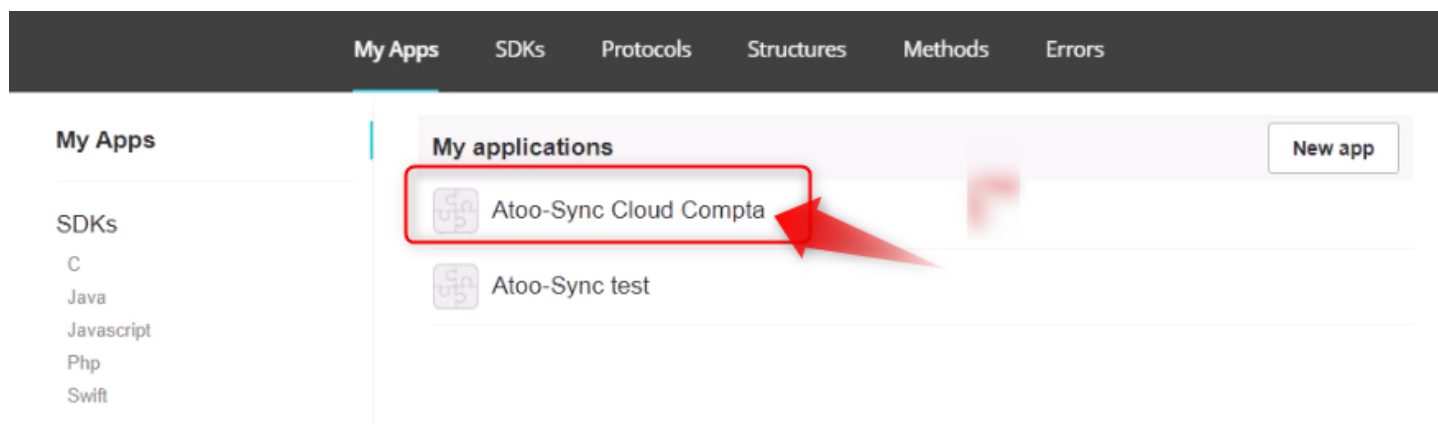 My Apps SDKs Protocols Structures Methods Errors
My Apps
SDKs
C
Java
Javascript
Php
Swift
My applications New app
Atoo-Sync Cloud Compta
Atoo-Sync test